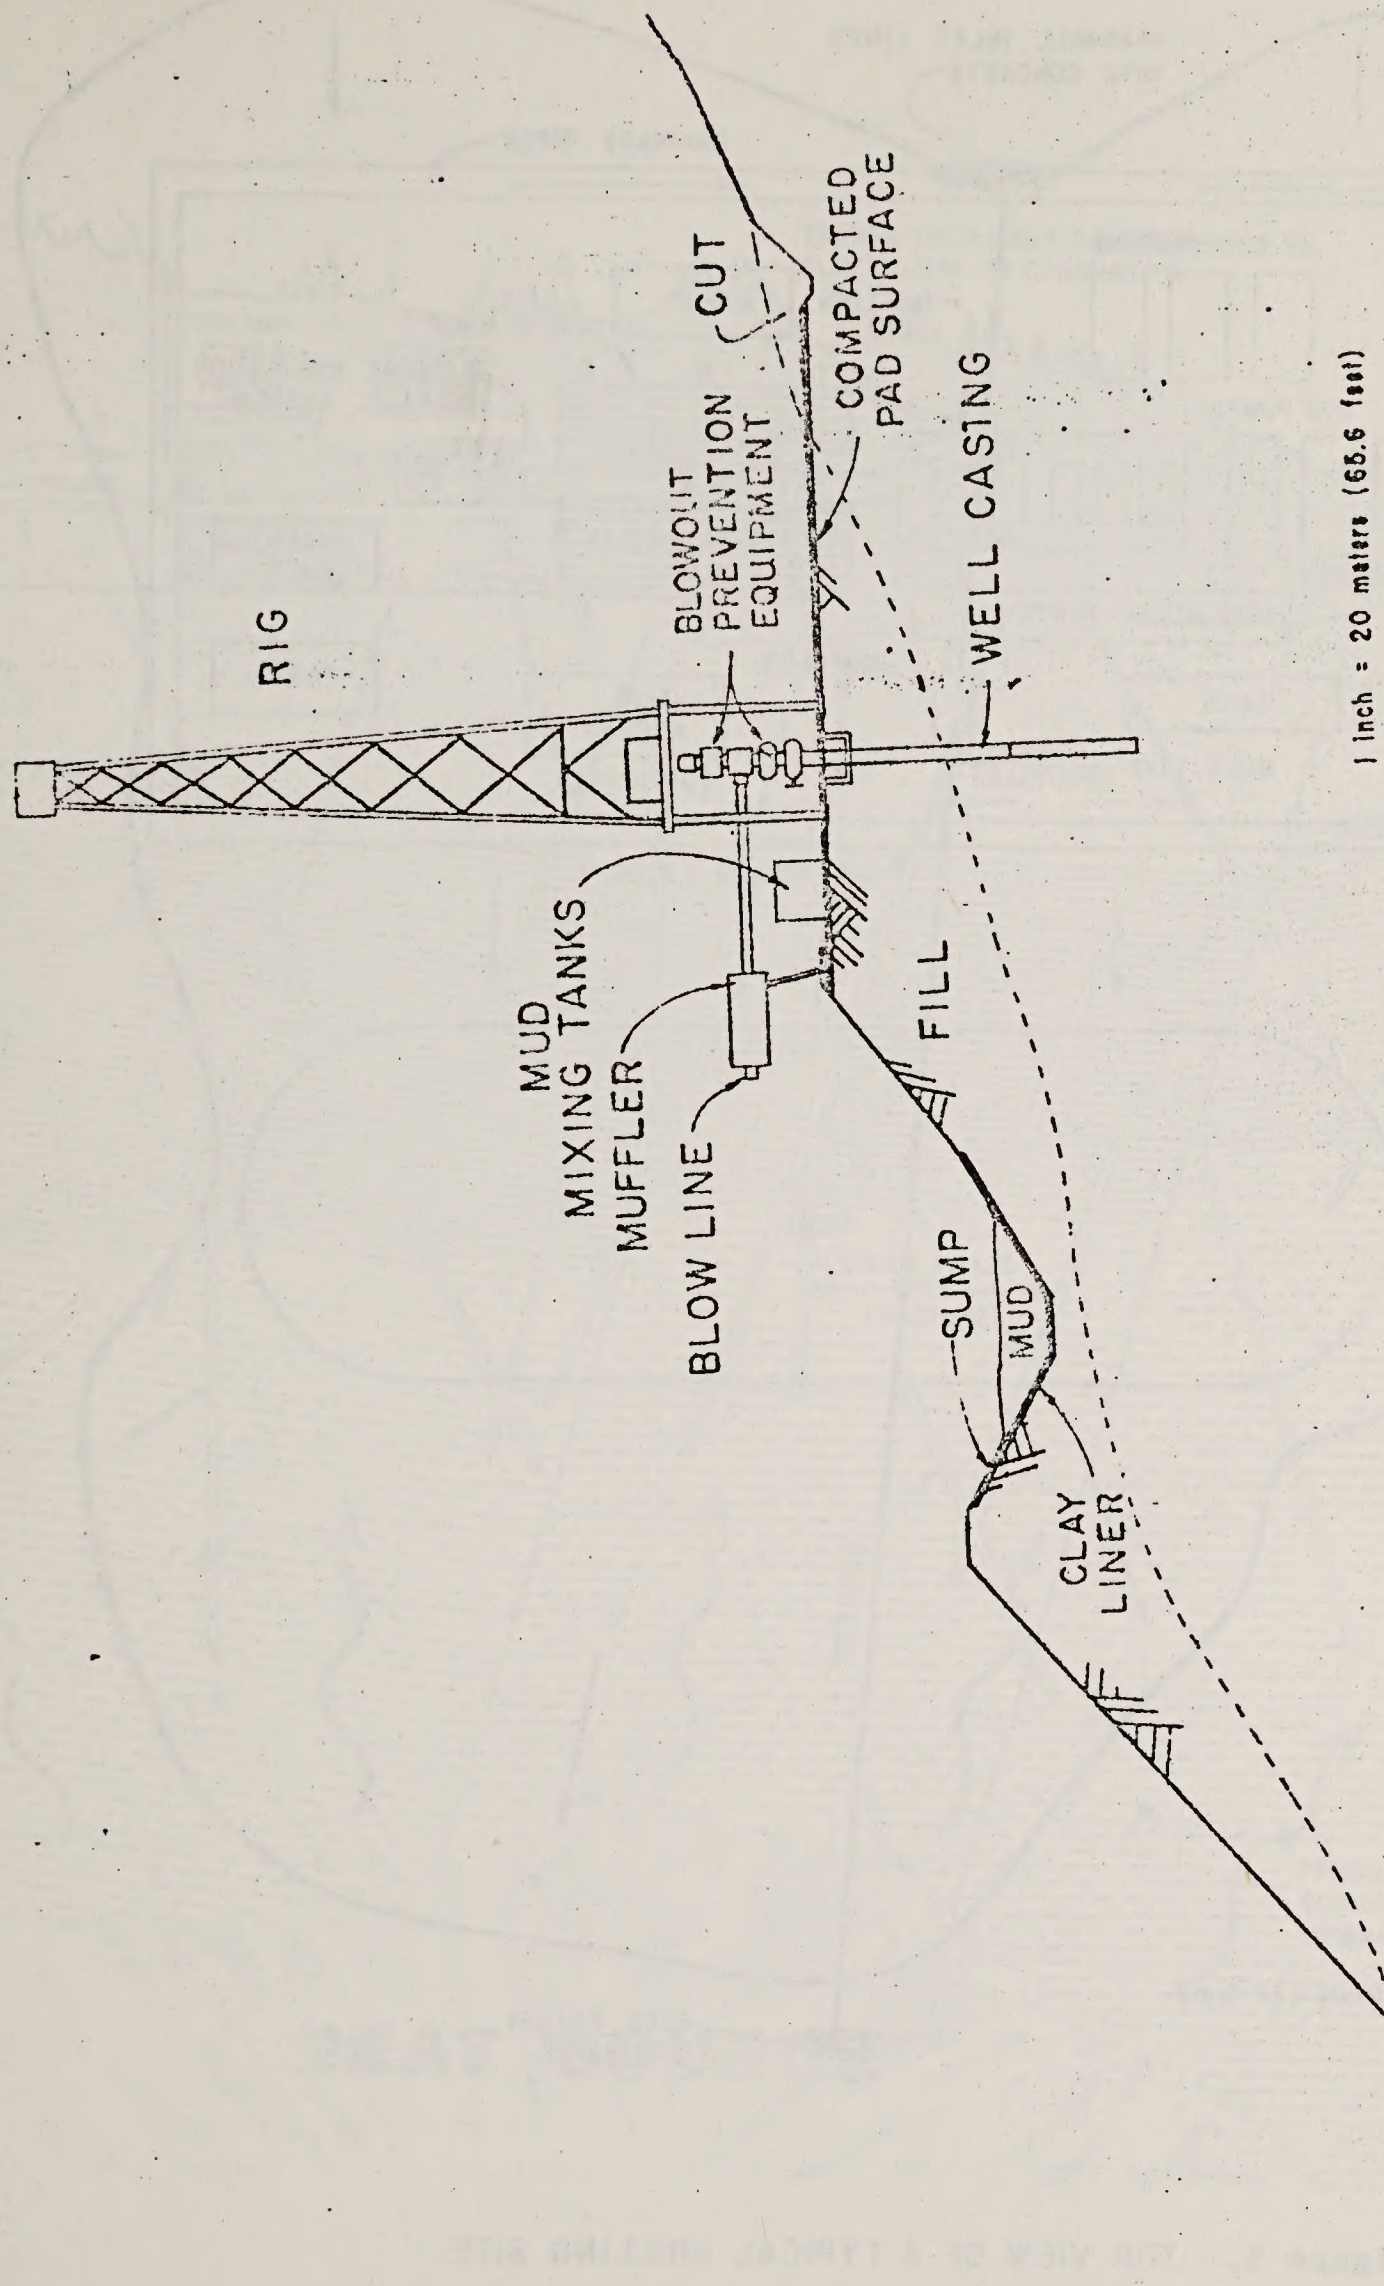 RIG
BLOWOUT
PREVENTION
EQUIPMENT
CUT
COMPACTED
PAD SURFACE
WELL CASING
MUD
MIXING TANKS
MUFFLER
BLOW LINE
FILL
SUMP
MUD
CLAY
LINER
1 inch = 20 meters (65.6 feet)